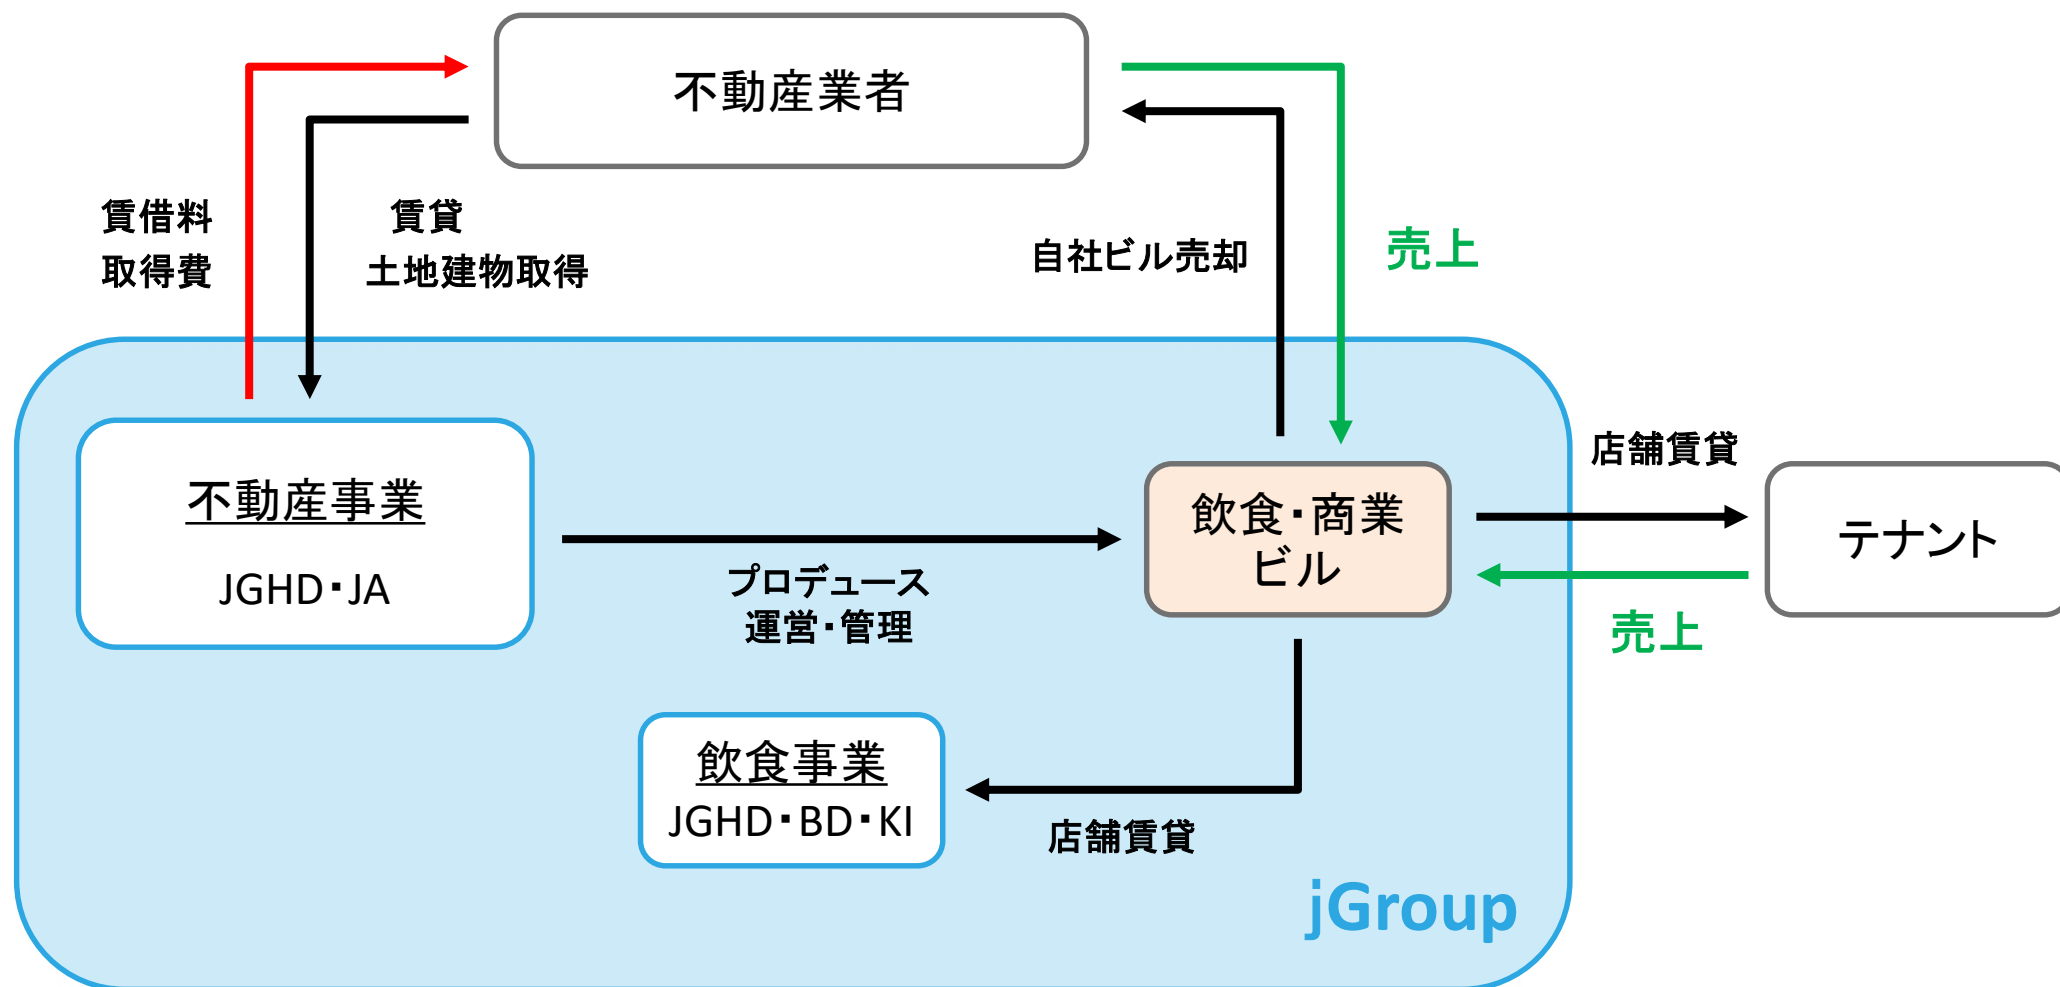 不動産業者
賃借料
取得費
賃貸
土地建物取得
自社ビル売却
売上
不動産事業
JGHD・JA
プロデュース
運営・管理
飲食・商業
ビル
店舗賃貸
売上
テナント
飲食事業
JGHD・BD・KI
店舗賃貸
jGroup